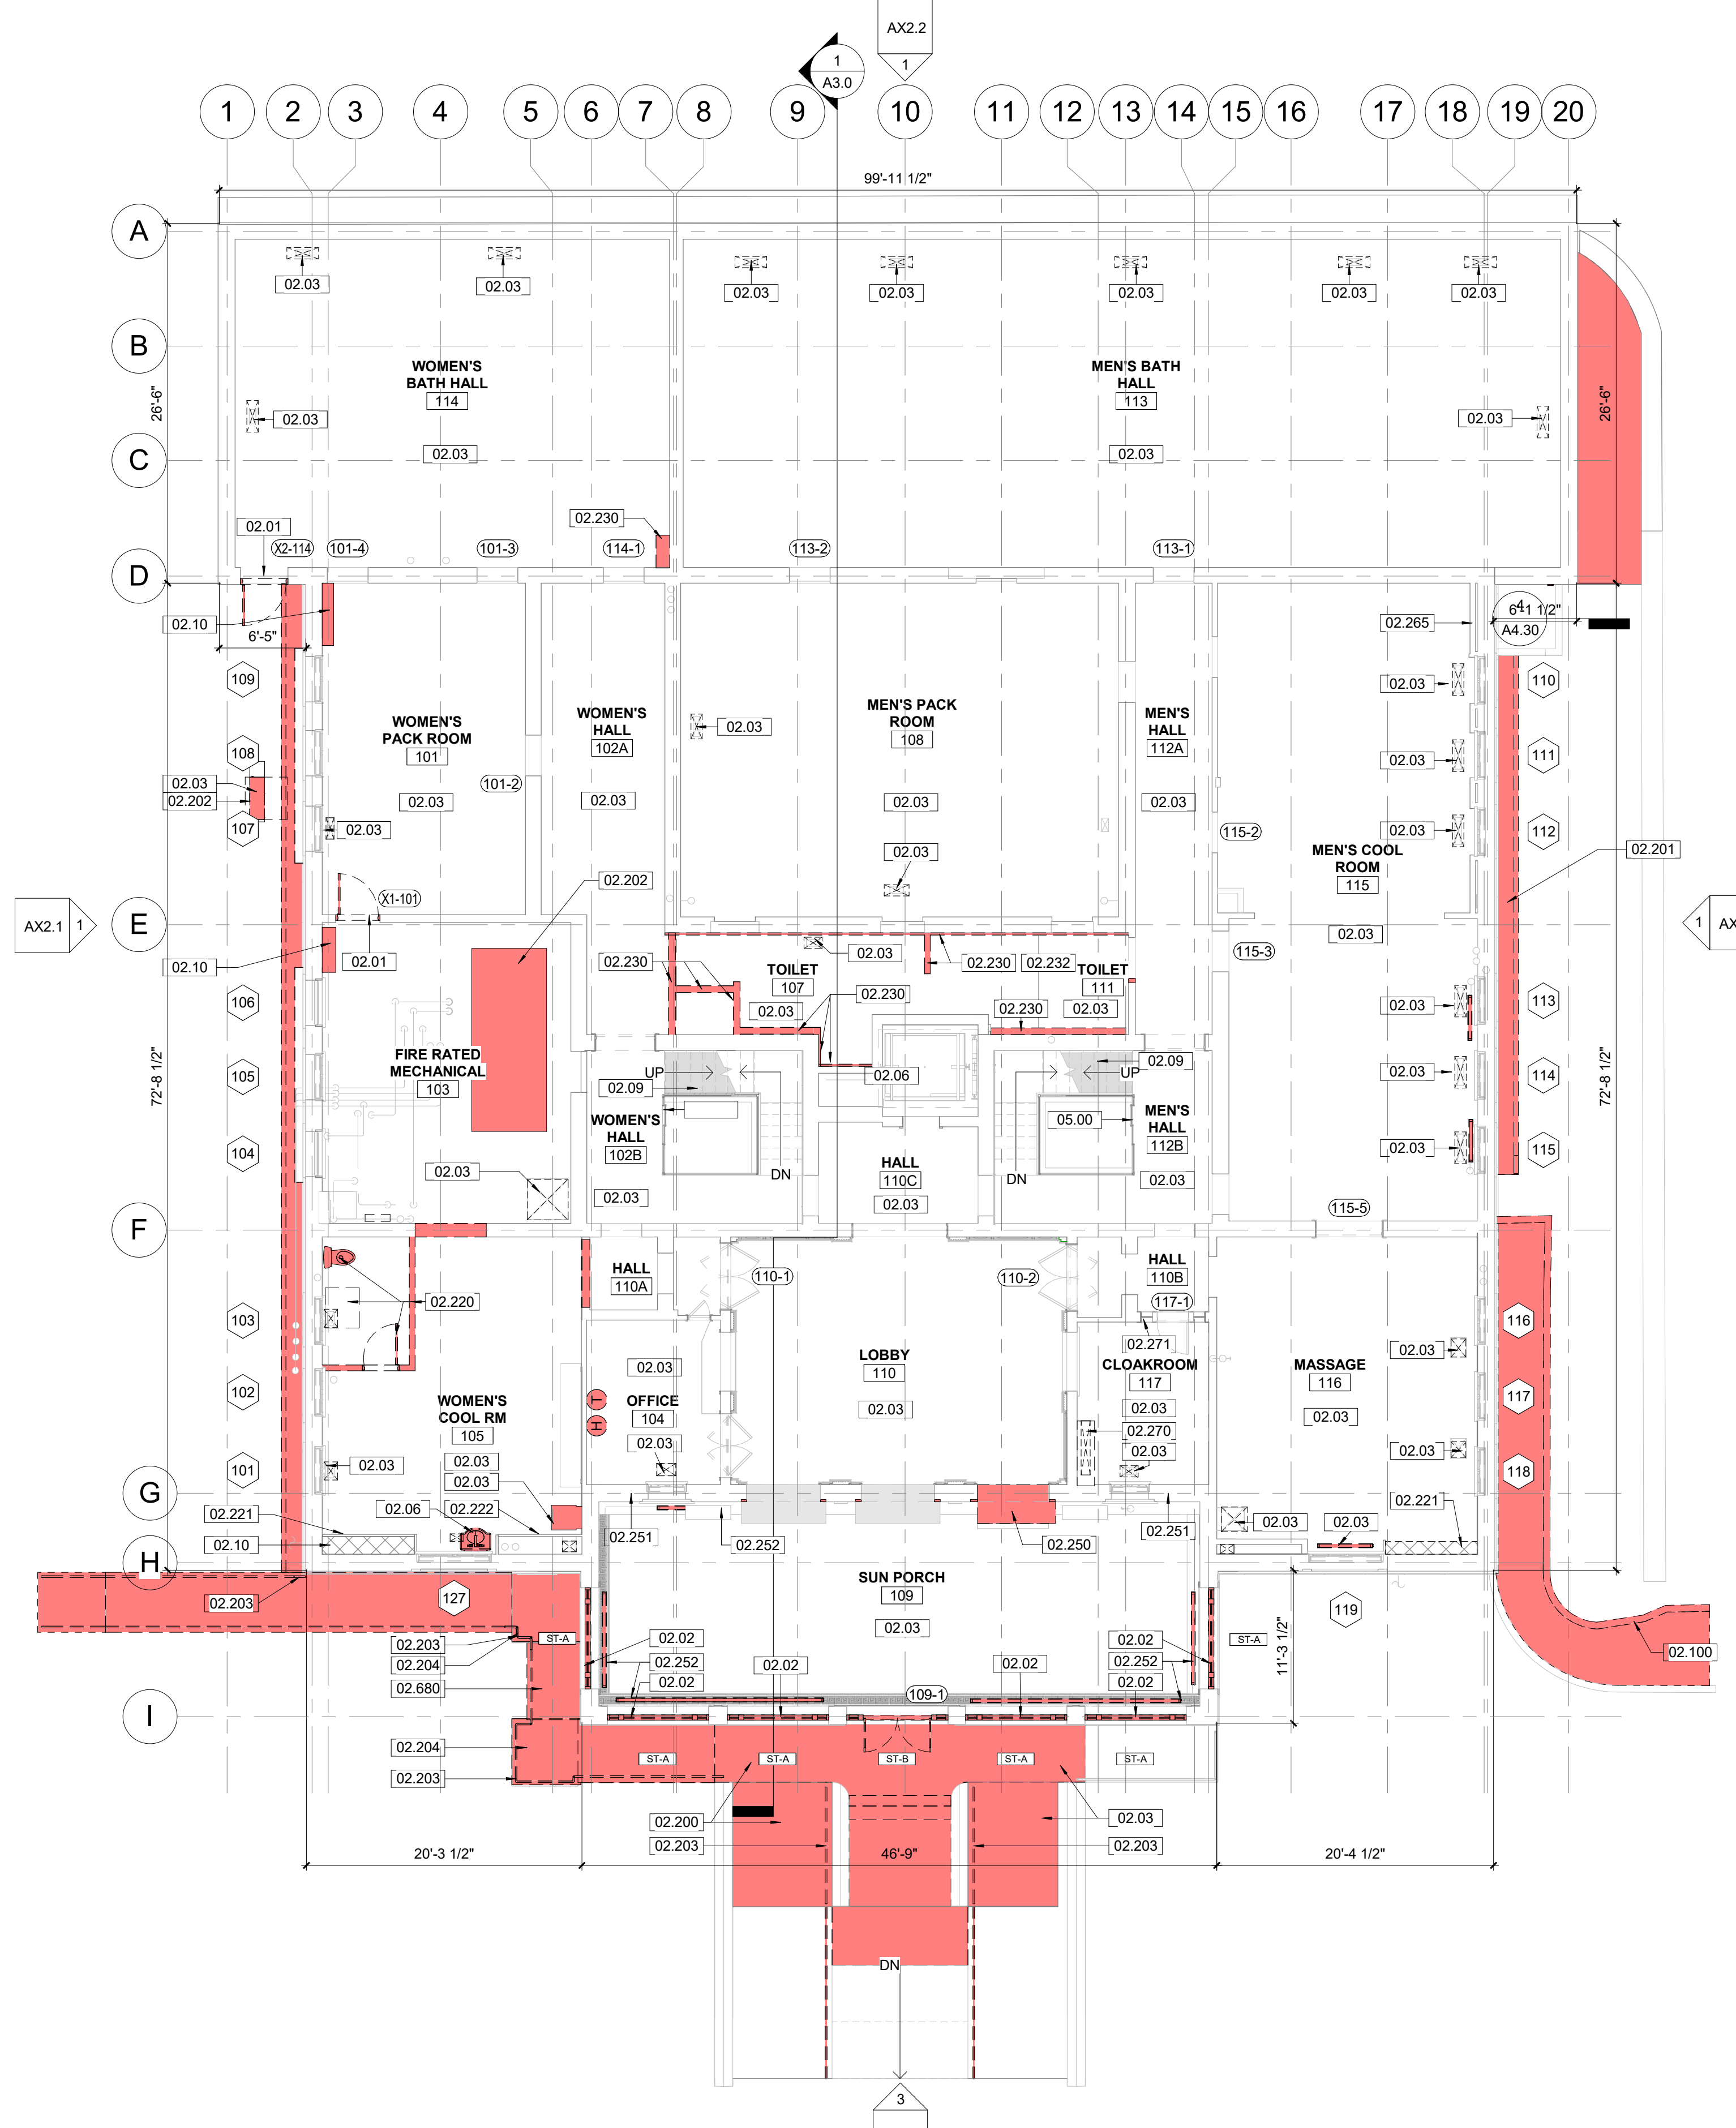 AX2.2
1
1
A3.0
1
2
3
4
5
6
7
8
9
10
11
12
13
14
15
16
17
18
19
20
99'-11 1/2"
A
02.03
02.03
02.03
02.03
02.03
02.03
02.03
B
WOMEN'S
BATH HALL
114
MEN'S BATH
HALL
113
26'-6"
26'-6"
02.03
02.03
02.03
02.03
C
02.230
02.01
X2-114
101-4
101-3
114-1
113-2
113-1
D
02.10
6'-5"
02.265
4
A4.30
6'-1 1/2"
109
110
WOMEN'S
PACK ROOM
101
WOMEN'S
HALL
102A
MEN'S PACK
ROOM
108
MEN'S
HALL
112A
02.03
02.03
108
111
02.03
02.03
02.202
101-2
02.03
02.03
02.03
02.03
107
02.03
115-2
02.03
112
MEN'S COOL
ROOM
115
02.201
02.03
02.202
X1-101
AX2.1
1
E
1
AX
02.03
02.10
02.01
02.230
02.03
02.230
02.232
115-3
TOILET
107
TOILET
111
106
02.03
02.230
02.230
02.03
02.03
113
FIRE RATED
MECHANICAL
103
UP
02.09
02.06
UP
02.09
105
02.03
114
72'-8 1/2"
72'-8 1/2"
WOMEN'S
HALL
102B
05.00
MEN'S
HALL
112B
104
02.03
115
02.03
DN
HALL
110C
DN
02.03
02.03
02.03
115-5
F
HALL
110A
110-1
110-2
HALL
110B
02.220
117-1
103
116
02.271
02.03
LOBBY
110
CLOAKROOM
117
MASSAGE
116
02.03
102
T
117
WOMEN'S
COOL RM
105
OFFICE
104
02.03
02.03
02.03
H
02.270
02.03
02.03
02.03
101
02.03
02.03
02.03
118
G
02.221
02.06
02.222
02.221
02.10
02.251
02.252
02.250
02.251
02.03
02.03
H
SUN PORCH
109
02.203
127
119
02.03
02.203
ST-A
02.02
02.02
ST-A
02.204
02.252
02.02
02.02
02.252
11'-3 1/2"
02.100
02.680
02.02
109-1
02.02
I
02.204
ST-A
ST-A
ST-B
ST-A
ST-A
02.203
02.200
02.03
02.203
02.203
20'-3 1/2"
46'-9"
20'-4 1/2"
DN
3